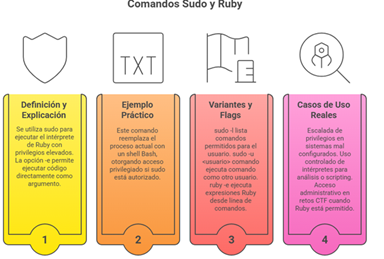 Comandos Sudo y Ruby
TXT
Definición y
Explicación
Se utiliza sudo para
ejecutar el intérprete
de Ruby con
privilegios elevados.
La opción -e permite
ejecutar código
directamente como
argumento.
1
Ejemplo
Práctico
Este comando
reemplaza el
proceso actual con
un shell Bash,
otorgando acceso
privilegiado si sudo
está autorizado.
2
Variantes y
Flags
sudo -l lista
comandos permitidos
para el usuario. sudo -u
<usuario> comando
ejecuta comando
como otro usuario.
ruby -e ejecuta
expresiones Ruby
desde línea de
comandos.
3
Casos de Uso
Reales
Escalada de
privilegios en
sistemas mal
configurados. Uso
controlado de
intérpretes para
análisis o scripting.
Acceso
administrativo en
retos CTF cuando
Ruby está permitido.
4